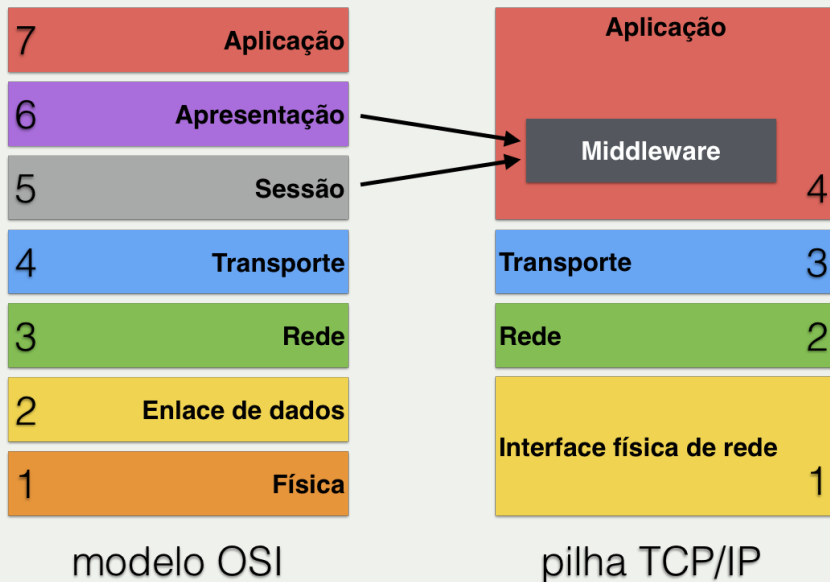 7 Aplicação
6 Apresentação
5 Sessão
4 Transporte
3 Rede
2 Enlace de dados
1 Física
modelo OSI
Aplicação
Middleware
4
Transporte 3
Rede 2
Interface física de rede
1
pilha TCP/IP